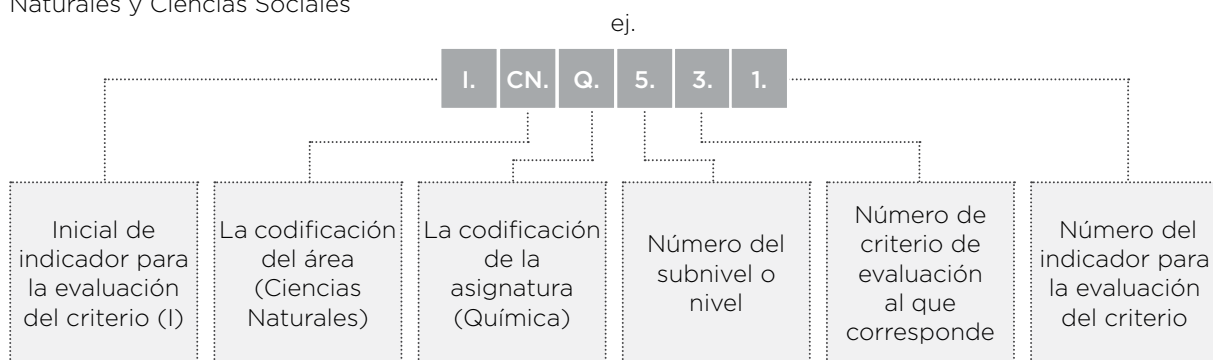 Naturales y Ciencias Sociales
ej.
I. CN. Q. 5. 3. 1.
Inicial de
indicador para
la evaluación
del criterio (I)
La codificación
del área
(Ciencias
Naturales)
La codificación
de la
asignatura
(Química)
Número del
subnivel o
nivel
Número de
criterio de
evaluación
al que
corresponde
Número del
indicador para
la evaluación
del criterio